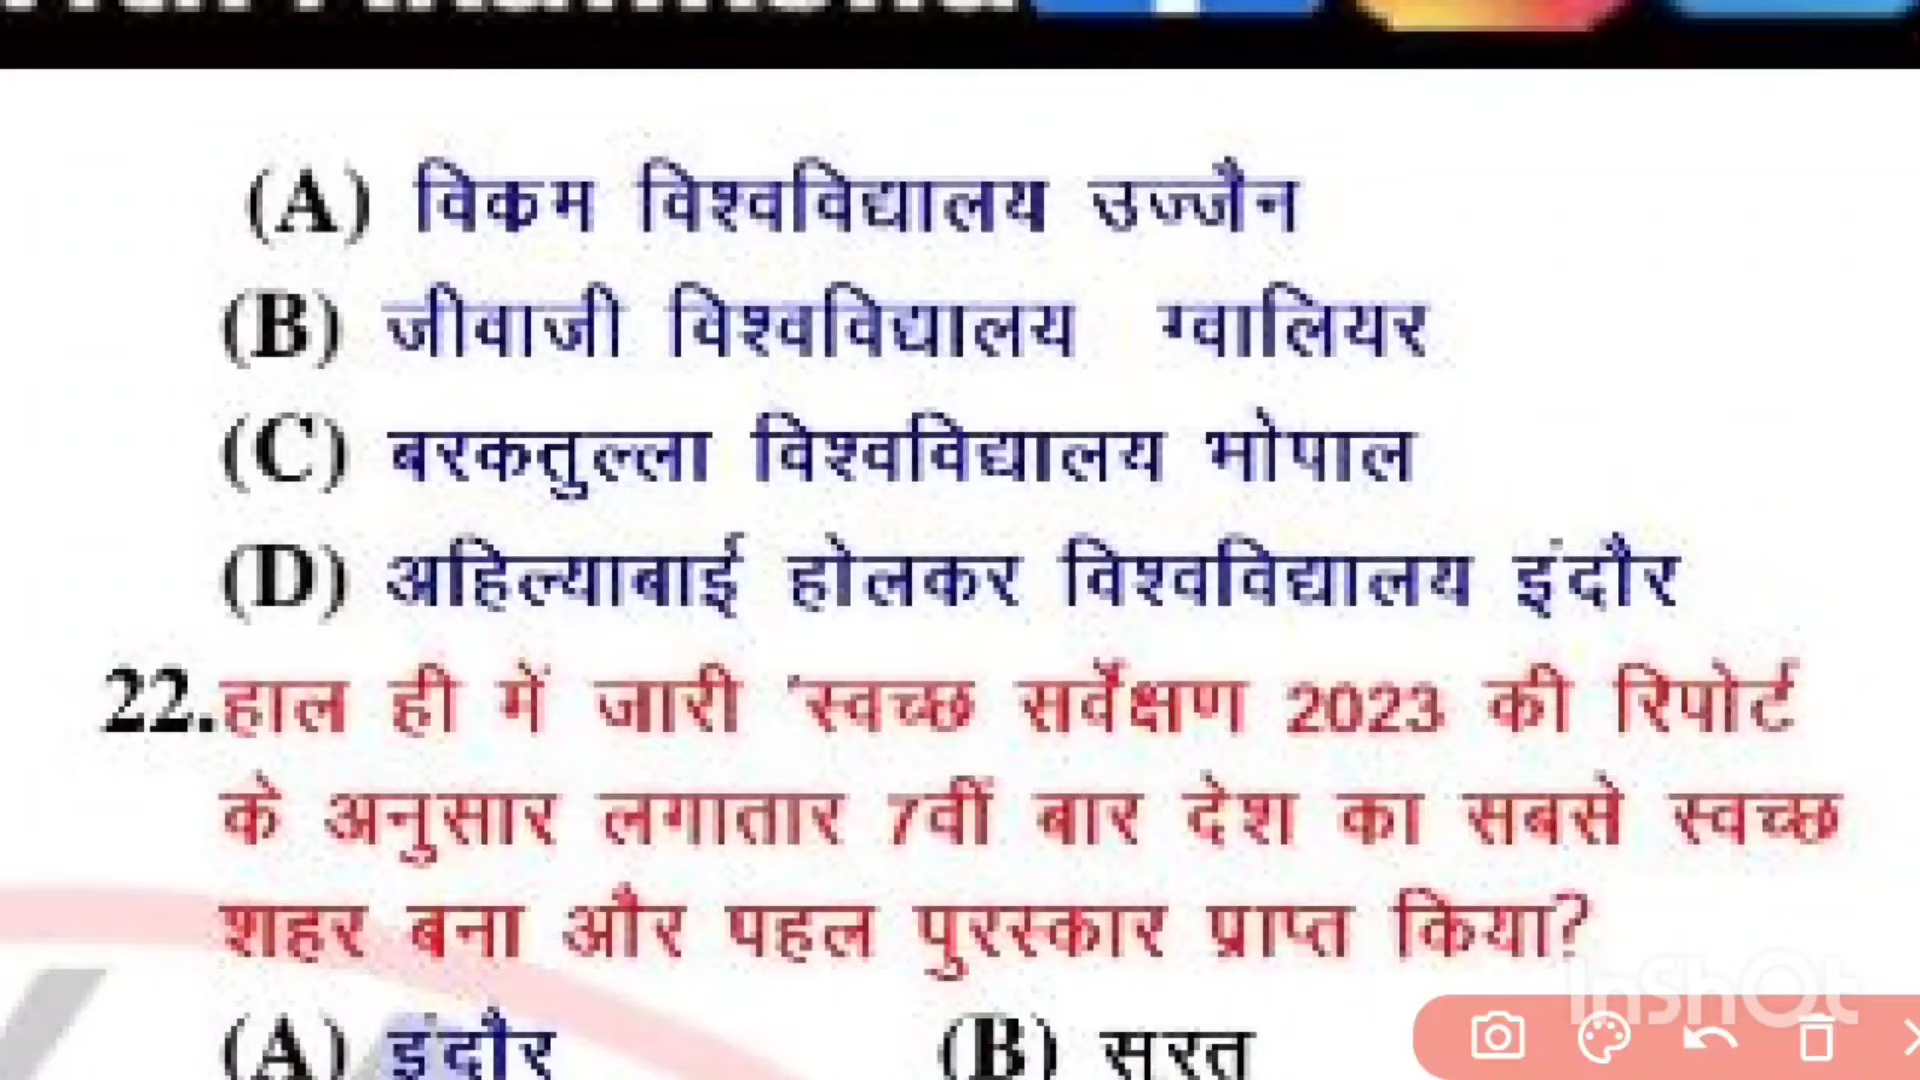 (A) विक्रम विश्वविद्यालय उज्जैन
(B) जीवाजी विश्वविद्यालय ग्वालियर
(C) बरकतुल्ला विश्वविद्यालय भोपाल
(D) अहिल्याबाई होलकर विश्वविद्यालय इंदौर
22.हाल ही में जारी 'स्वच्छ सर्वेक्षण 2023 की रिपोर्ट
के अनुसार लगातार 7वीं बार देश का सबसे स्वच्छ
शहर बना और पहल पुरस्कार प्राप्त किया?
(A) इंदौर (B) सूरत
InShOt